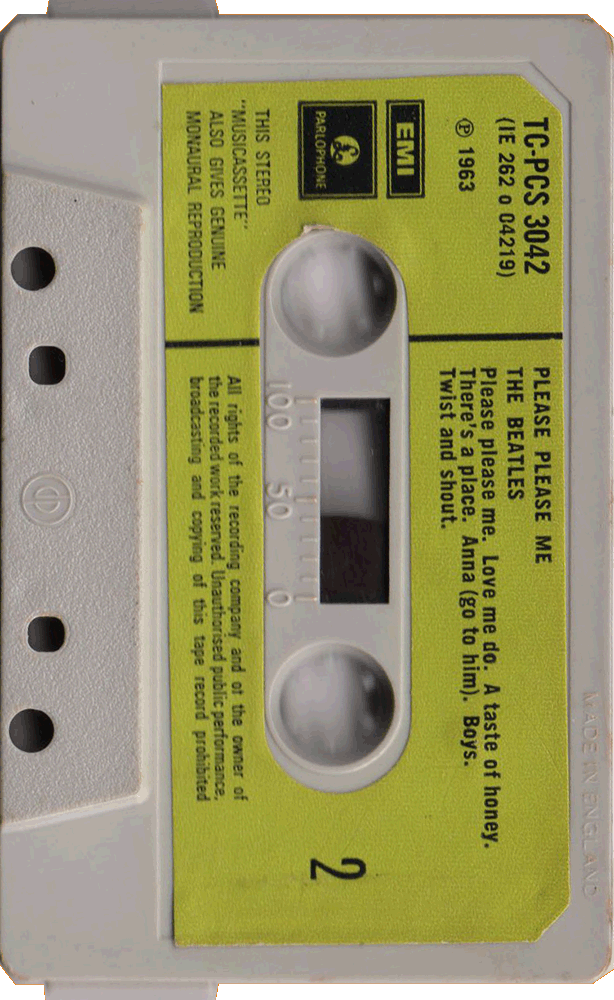 TC-PCS 3042
(IE 262 o 04219)
Ⓟ 1963
EMI
PARLOPHONE
THIS STEREO
"MUSICASSETTE"
ALSO GIVES GENUINE
MONAURAL REPRODUCTION
PLEASE PLEASE ME
THE BEATLES
Please please me. Love me do. A taste of honey.
There's a place. Anna (go to him). Boys.
Twist and shout.
100 50 0
2
All rights of the recording company and ot the owner of
the recorded work reserved. Unauthorised public performance,
broadcasting and copying of this tape record prohibited
MADE IN ENGLAND